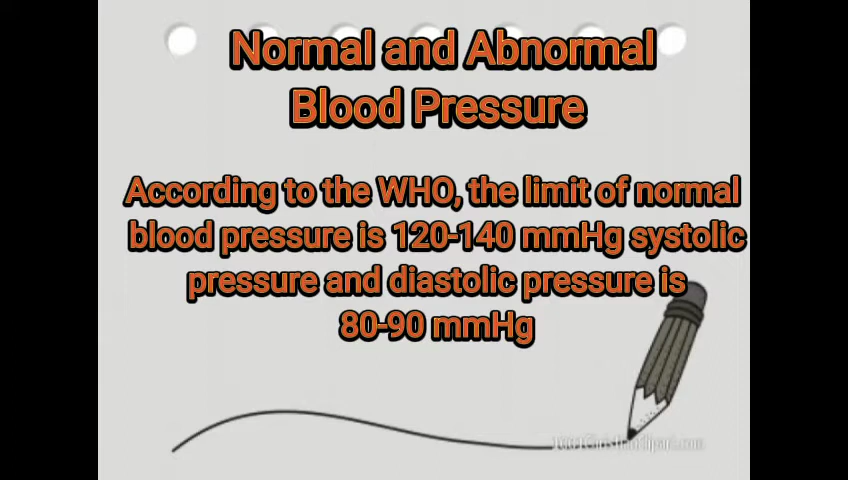 Normal and Abnormal
Blood Pressure
According to the WHO, the limit of normal
blood pressure is 120-140 mmHg systolic
pressure and diastolic pressure is
80-90 mmHg